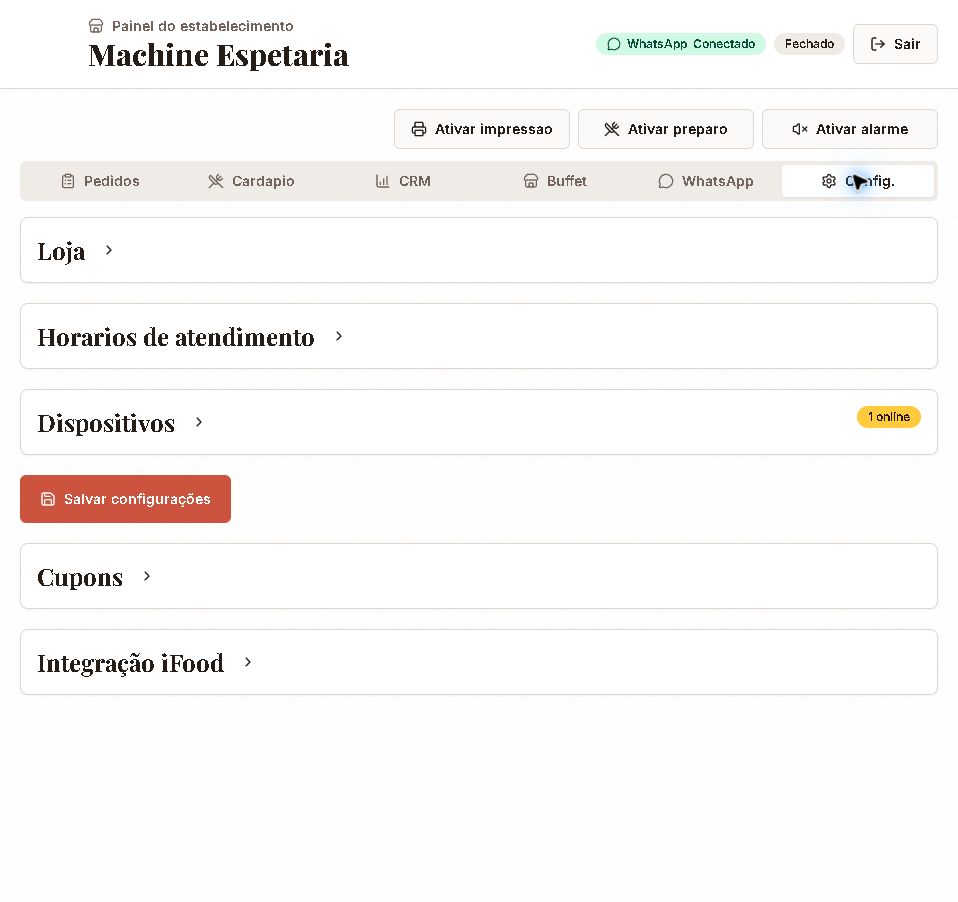 Painel do estabelecimento
Machine Espetaria
WhatsApp Conectado
Fechado
Sair
Ativar impressao
Ativar preparo
Ativar alarme
Pedidos
Cardapio
CRM
Buffet
WhatsApp
Config.
Loja
Horarios de atendimento
Dispositivos
1 online
Salvar configurações
Cupons
Integração iFood